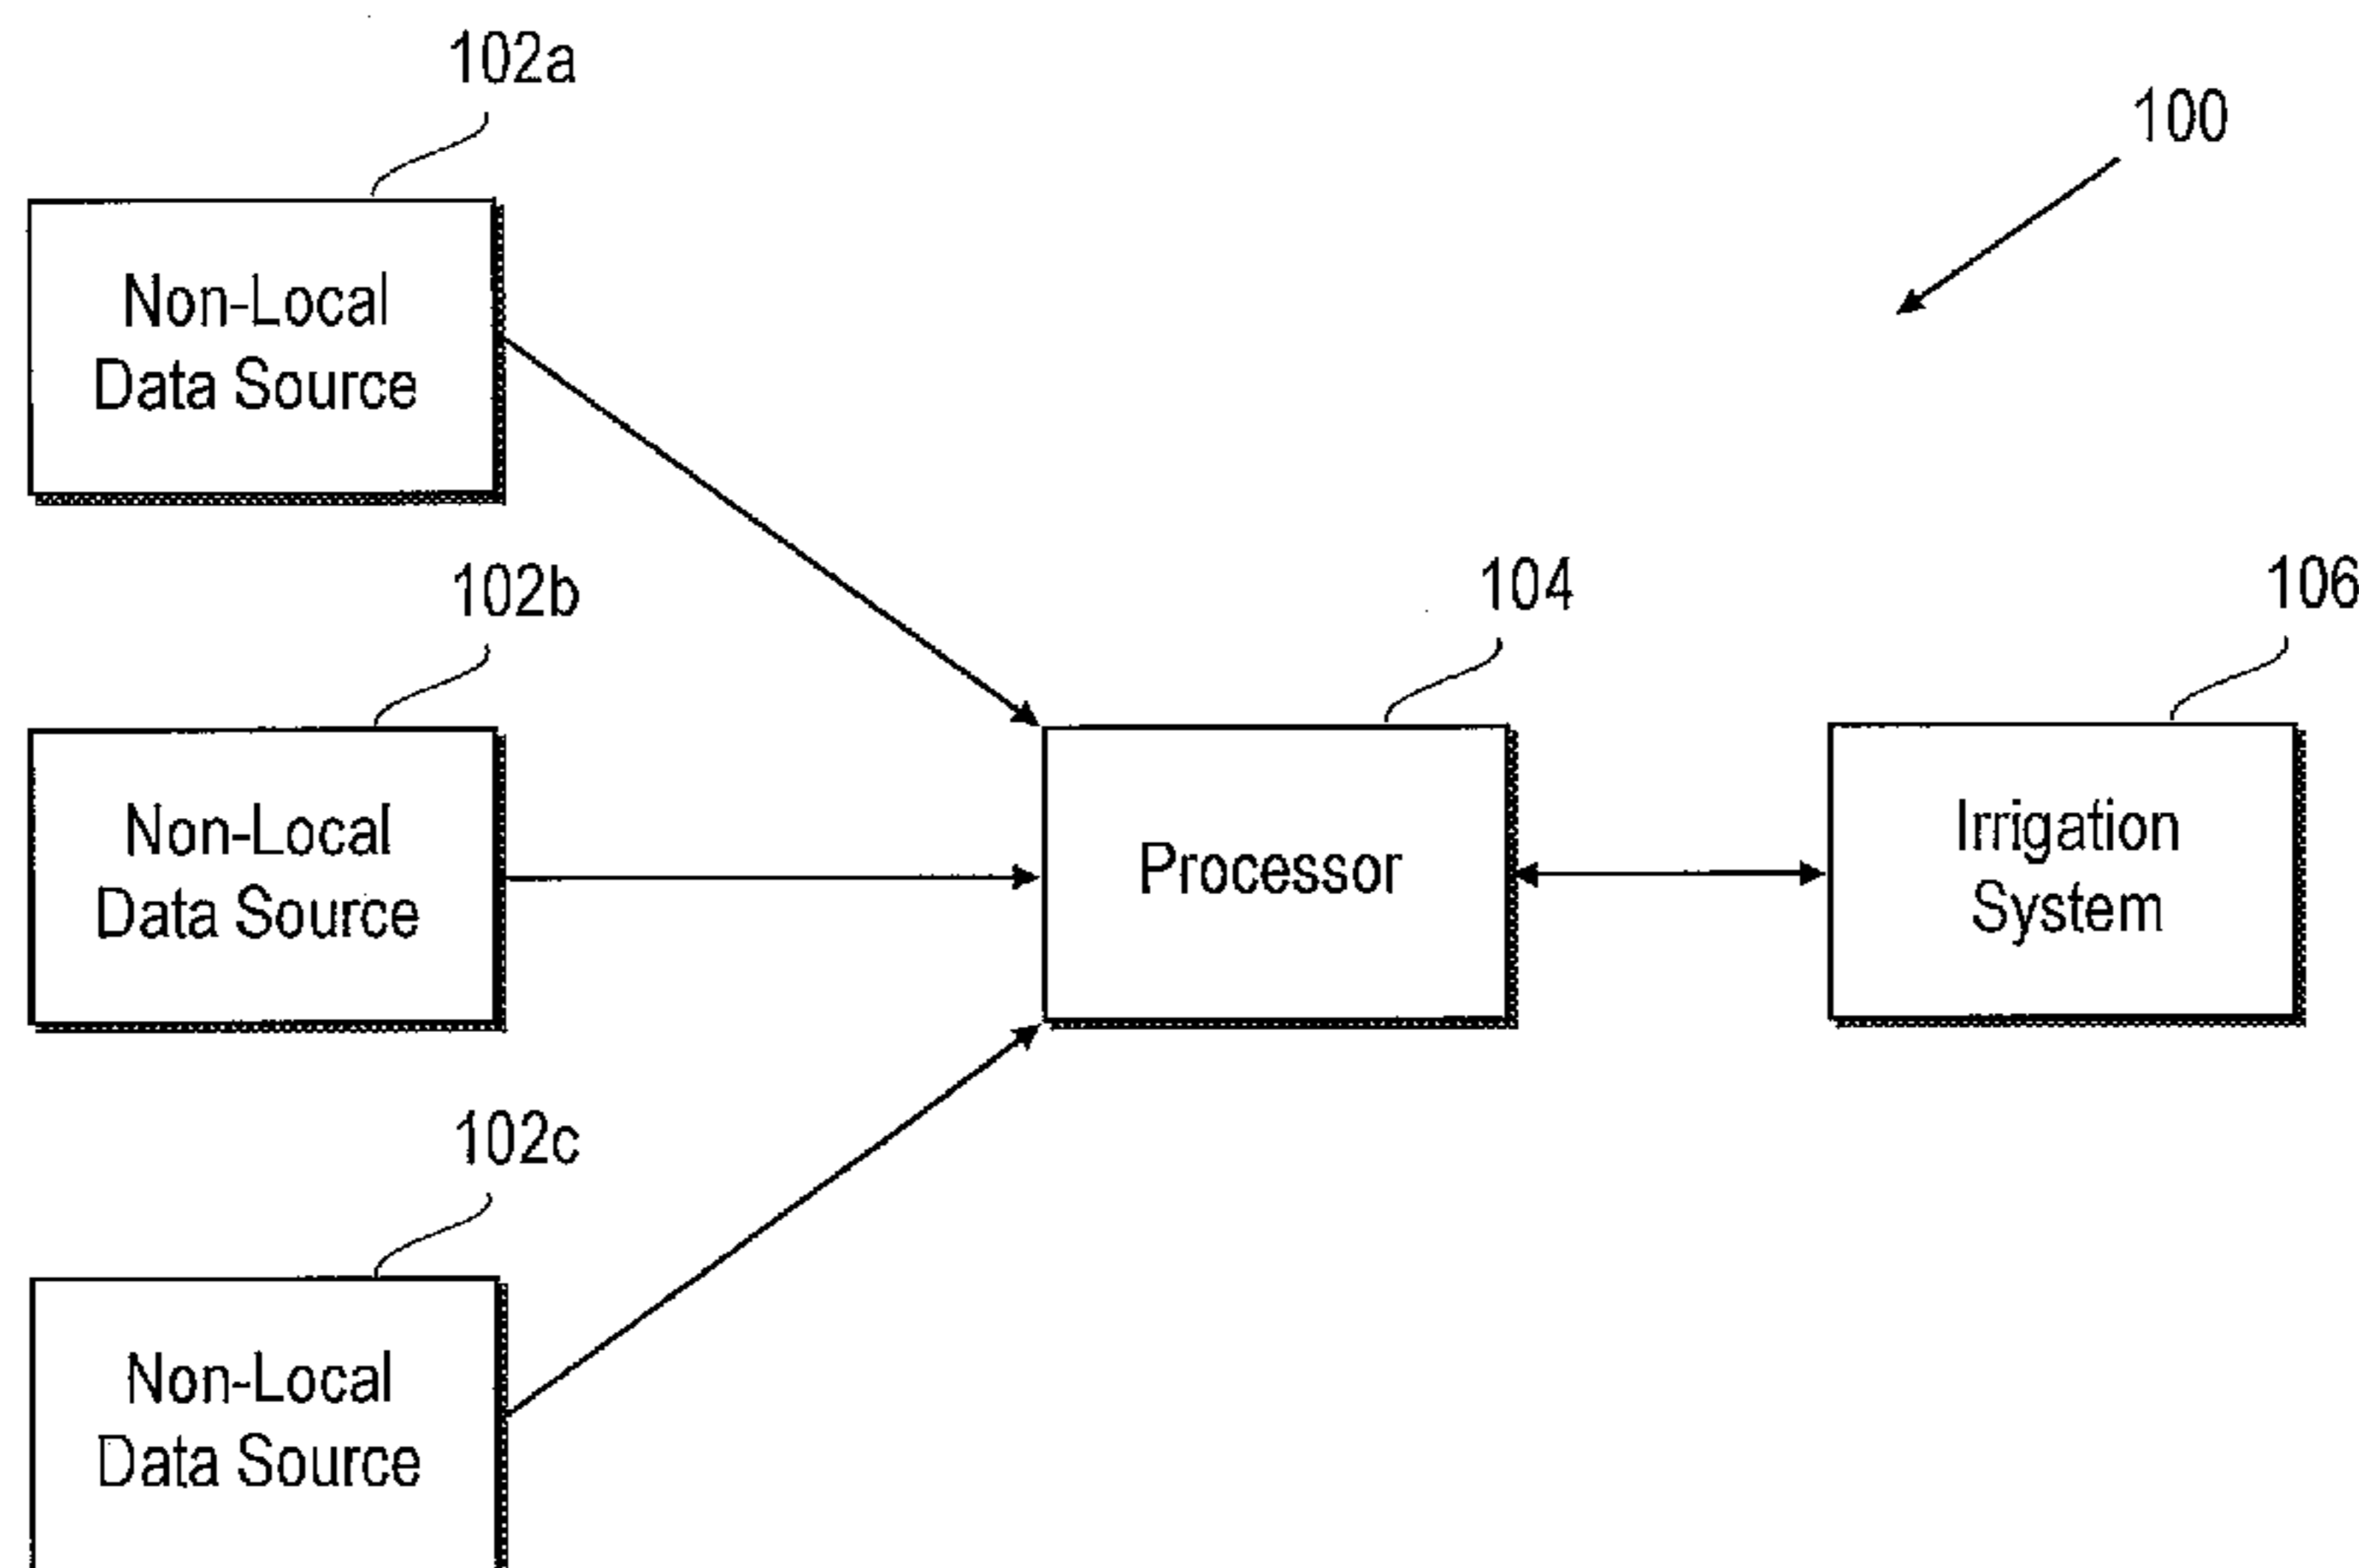 102a
100
Non-Local
Data Source
102b
104
106
Non-Local
Data Source
Processor
Irrigation
System
102c
Non-Local
Data Source